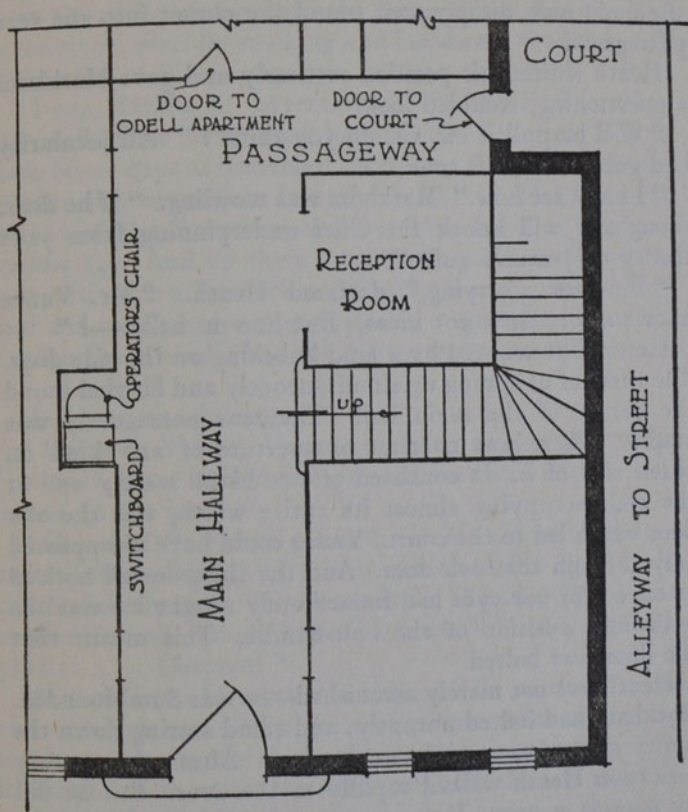 COURT
DOOR TO
ODELL APARTMENT
DOOR TO
COURT
PASSAGEWAY
OPERATOR'S CHAIR
RECEPTION
ROOM
UP
SWITCHBOARD
MAIN HALLWAY
ALLEYWAY TO STREET